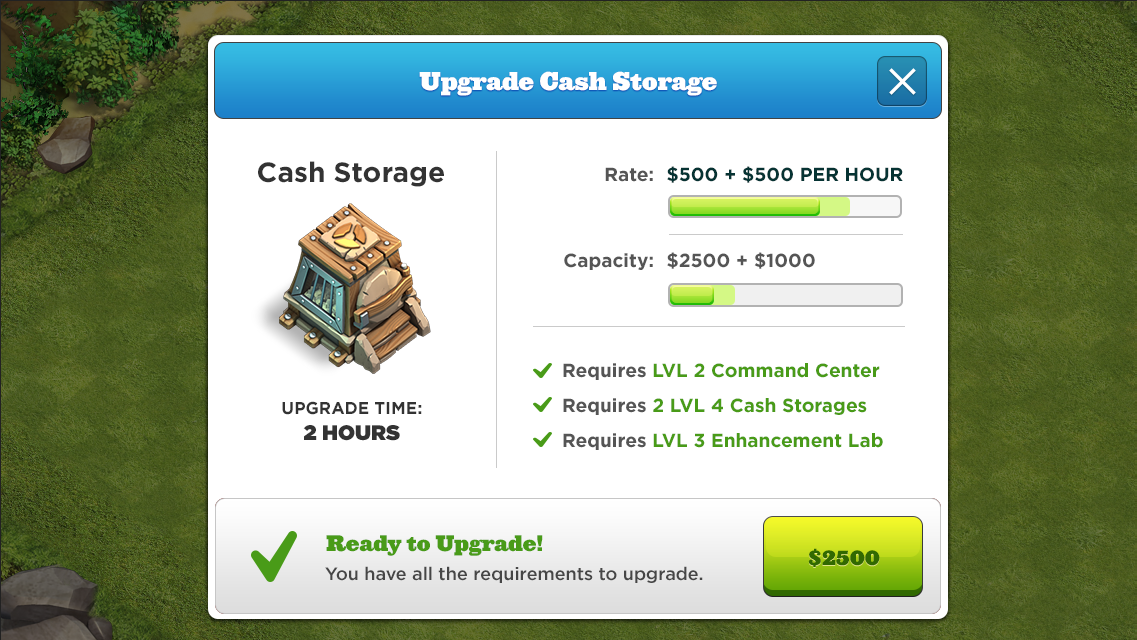 Upgrade Cash Storage
Cash Storage
UPGRADE TIME:
2 HOURS
Rate: $500 + $500 PER HOUR
Capacity: $2500 + $1000
Requires LVL 2 Command Center
Requires 2 LVL 4 Cash Storages
Requires LVL 3 Enhancement Lab
Ready to Upgrade!
You have all the requirements to upgrade.
$2500